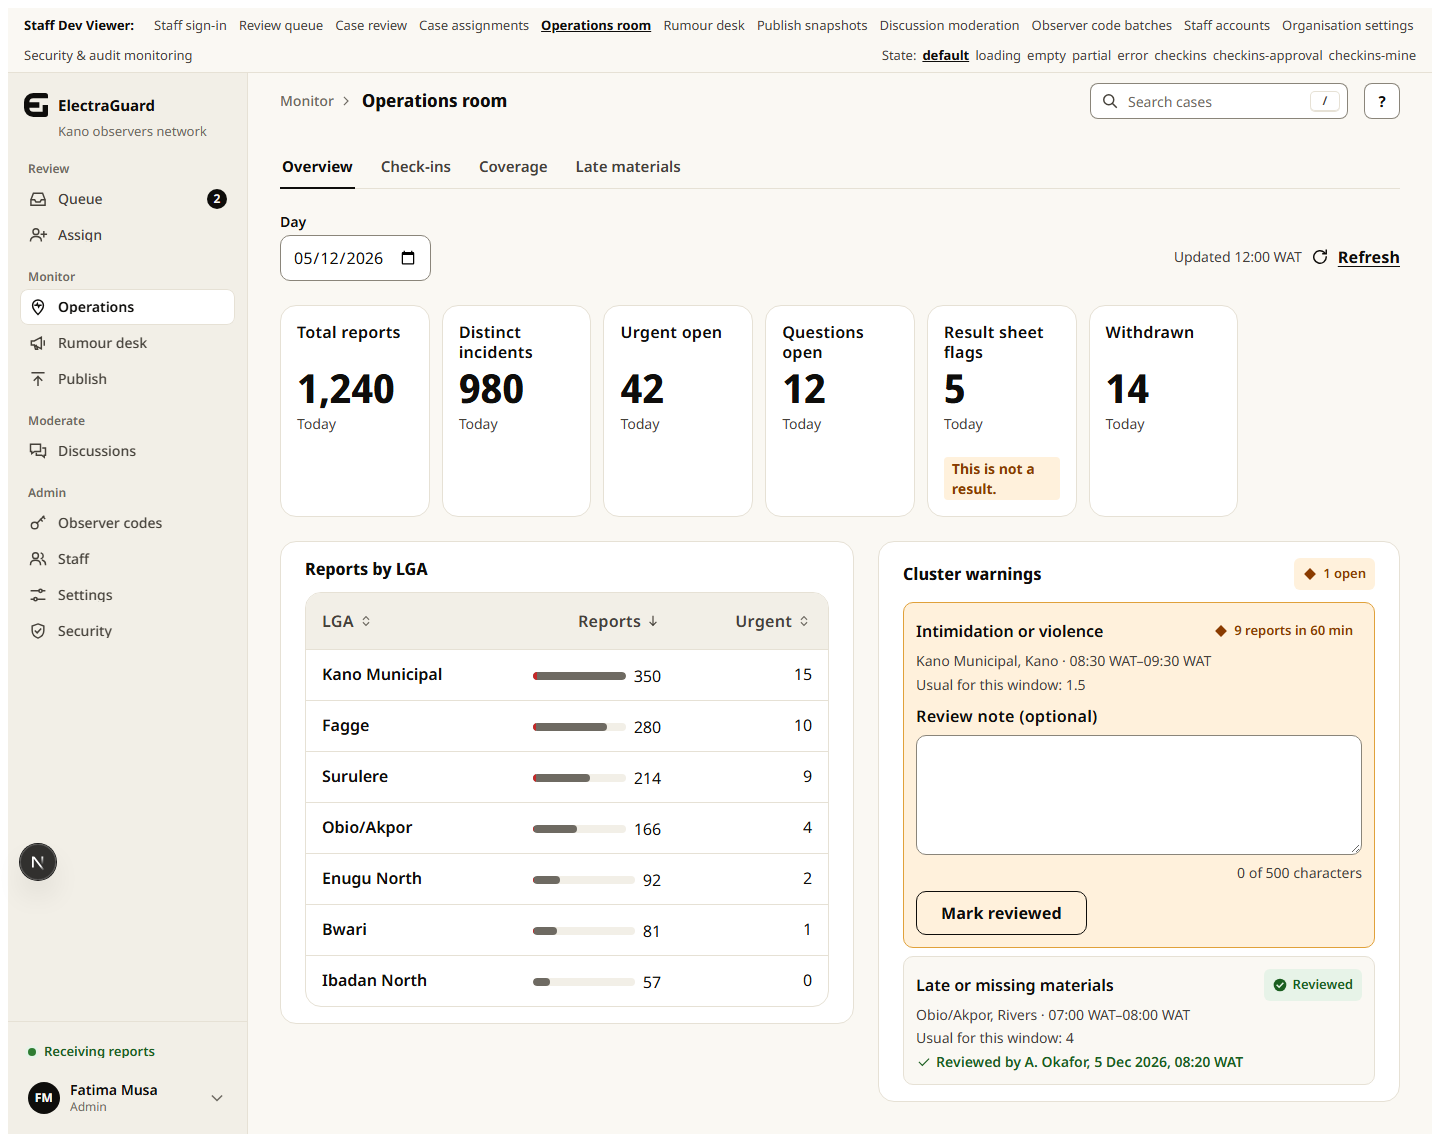 Staff Dev Viewer: Staff sign-in Review queue Case review Case assignments Operations room Rumour desk Publish snapshots Discussion moderation Observer code batches Staff accounts Organisation settings
Security & audit monitoring State: default loading empty partial error checkins checkins-approval checkins-mine
ElectraGuard
Kano observers network
Review
Queue 2
Assign
Monitor
Operations
Rumour desk
Publish
Moderate
Discussions
Admin
Observer codes
Staff
Settings
Security
N
Receiving reports
FM Fatima Musa
Admin
Monitor > Operations room
Search cases /
?
Overview Check-ins Coverage Late materials
Day
05/12/2026
Updated 12:00 WAT Refresh
Total reports
1,240
Today
Distinct
incidents
980
Today
Urgent open
42
Today
Questions
open
12
Today
Result sheet
flags
5
Today
This is not a
result.
Withdrawn
14
Today
Reports by LGA
LGA Reports Urgent
Kano Municipal 350 15
Fagge 280 10
Surulere 214 9
Obio/Akpor 166 4
Enugu North 92 2
Bwari 81 1
Ibadan North 57 0
Cluster warnings 1 open
Intimidation or violence 9 reports in 60 min
Kano Municipal, Kano · 08:30 WAT–09:30 WAT
Usual for this window: 1.5
Review note (optional)
0 of 500 characters
Mark reviewed
Late or missing materials Reviewed
Obio/Akpor, Rivers · 07:00 WAT–08:00 WAT
Usual for this window: 4
Reviewed by A. Okafor, 5 Dec 2026, 08:20 WAT